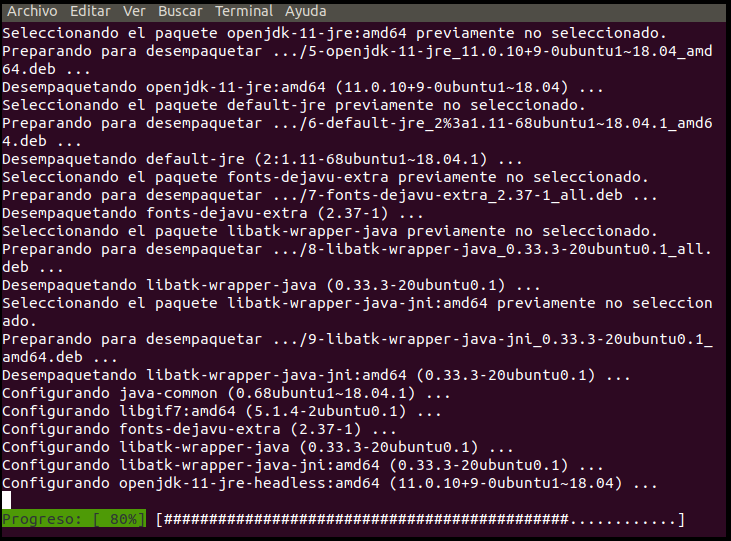 Archivo Editar Ver Buscar Terminal Ayuda
Seleccionando el paquete openjdk-11-jre:amd64 previamente no seleccionado.
Preparando para desempaquetar .../5-openjdk-11-jre_11.0.10+9-0ubuntu1~18.04_amd
64.deb ...
Desempaquetando openjdk-11-jre:amd64 (11.0.10+9-0ubuntu1~18.04) ...
Seleccionando el paquete default-jre previamente no seleccionado.
Preparando para desempaquetar .../6-default-jre_2%3a1.11-68ubuntu1~18.04.1_amd6
4.deb ...
Desempaquetando default-jre (2:1.11-68ubuntu1~18.04.1) ...
Seleccionando el paquete fonts-dejavu-extra previamente no seleccionado.
Preparando para desempaquetar .../7-fonts-dejavu-extra_2.37-1_all.deb ...
Desempaquetando fonts-dejavu-extra (2.37-1) ...
Seleccionando el paquete libatk-wrapper-java previamente no seleccionado.
Preparando para desempaquetar .../8-libatk-wrapper-java_0.33.3-20ubuntu0.1_all.
deb ...
Desempaquetando libatk-wrapper-java (0.33.3-20ubuntu0.1) ...
Seleccionando el paquete libatk-wrapper-java-jni:amd64 previamente no seleccion
ado.
Preparando para desempaquetar .../9-libatk-wrapper-java-jni_0.33.3-20ubuntu0.1_
amd64.deb ...
Desempaquetando libatk-wrapper-java-jni:amd64 (0.33.3-20ubuntu0.1) ...
Configurando java-common (0.68ubuntu1~18.04.1) ...
Configurando libgif7:amd64 (5.1.4-2ubuntu0.1) ...
Configurando fonts-dejavu-extra (2.37-1) ...
Configurando libatk-wrapper-java (0.33.3-20ubuntu0.1) ...
Configurando libatk-wrapper-java-jni:amd64 (0.33.3-20ubuntu0.1) ...
Configurando openjdk-11-jre-headless:amd64 (11.0.10+9-0ubuntu1~18.04) ...
Progreso: [ 80%] [#############################################............]